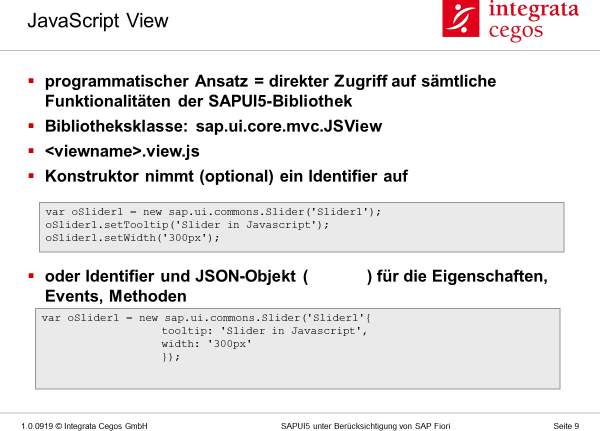 JavaScript View
integrata
cegos
programmatischer Ansatz = direkter Zugriff auf sämtliche
Funktionalitäten der SAPUI5-Bibliothek
Bibliotheksklasse: sap.ui.core.mvc.JSView
<viewname>.view.js
Konstruktor nimmt (optional) ein Identifier auf
var oSlider1 = new sap.ui.commons.Slider('Slider1');
oSlider1.setTooltip('Slider in Javascript');
oSlider1.setWidth('300px');
oder Identifier und JSON-Objekt ( ) für die Eigenschaften,
Events, Methoden
var oSlider1 = new sap.ui.commons.Slider('Slider1'{
tooltip: 'Slider in Javascript',
width: '300px'
});
1.0.0919 © Integrata Cegos GmbH
SAPUI5 unter Berücksichtigung von SAP Fiori
Seite 9